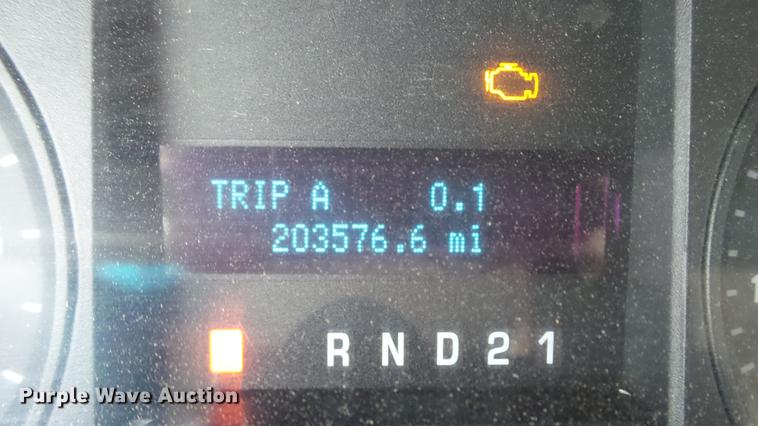 TRIP A 0.1
203576.6 mi
R N D 2 1
Purple Wave Auction